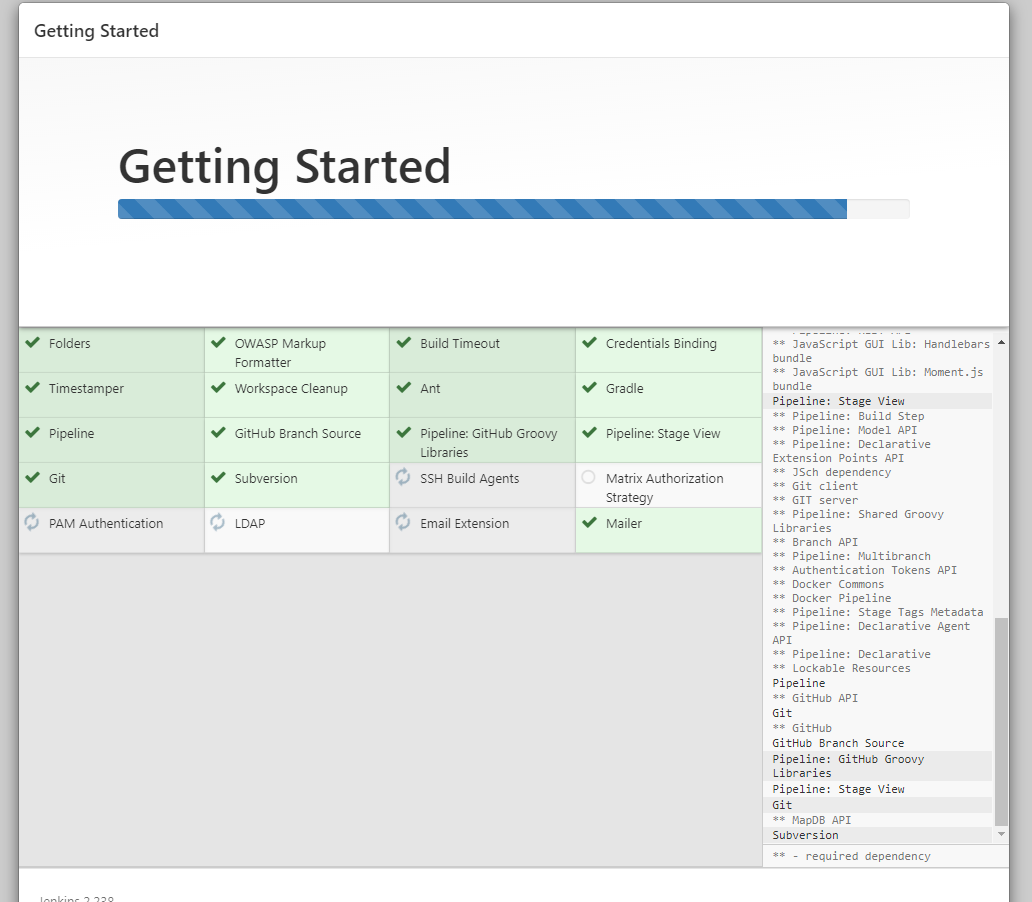 Getting Started
Getting Started
Folders
OWASP Markup
Formatter
Build Timeout
Credentials Binding
Timestamper
Workspace Cleanup
Ant
Gradle
Pipeline
GitHub Branch Source
Pipeline: GitHub Groovy
Libraries
Pipeline: Stage View
Git
Subversion
SSH Build Agents
Matrix Authorization
Strategy
PAM Authentication
LDAP
Email Extension
Mailer
** Pipeline: REST API
** JavaScript GUI Lib: Handlebars
bundle
** JavaScript GUI Lib: Moment.js
bundle
Pipeline: Stage View
** Pipeline: Build Step
** Pipeline: Model API
** Pipeline: Declarative
Extension Points API
** JSch dependency
** Git client
** GIT server
** Pipeline: Shared Groovy
Libraries
** Branch API
** Pipeline: Multibranch
** Authentication Tokens API
** Docker Commons
** Docker Pipeline
** Pipeline: Stage Tags Metadata
** Pipeline: Declarative Agent
API
** Pipeline: Declarative
** Lockable Resources
Pipeline
** GitHub API
Git
** GitHub
GitHub Branch Source
Pipeline: GitHub Groovy
Libraries
Pipeline: Stage View
Git
** MapDB API
Subversion
** - required dependency
Jenkins 2.238